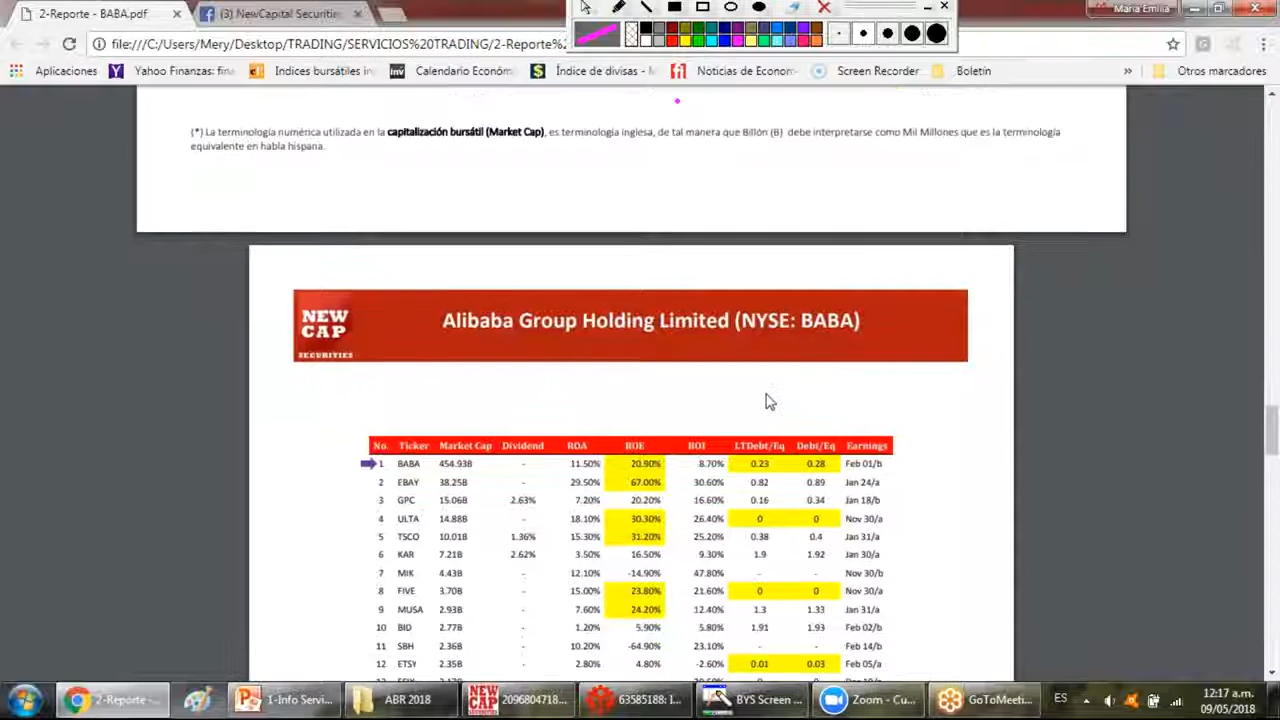 2-Reporte - BABA.pdf
(3) NewCapital Securitie
Maria Emilia
e:///C:/Users/Mery/Desktop/TRADING/SERVICIOS%20TRADING/2-Reporte%2
Aplicaciones
Yahoo Finanzas: fina
Indices bursátiles in
Calendario Económ
Índice de divisas - M
Noticias de Econom
Screen Recorder
Boletín
»
Otros marcadores
(*) La terminología numérica utilizada en la capitalización bursátil (Market Cap), es terminología inglesa, de tal manera que Billón (B) debe interpretarse como Mil Millones que es la terminología
equivalente en habla hispana.
NEW
CAP
SECURITIES
Alibaba Group Holding Limited (NYSE: BABA)
No. Ticker Market Cap Dividend ROA ROE ROI LTDebt/Eq Debt/Eq Earnings
1 BABA 454.93B - 11.50% 20.90% 8.70% 0.23 0.28 Feb 01/b
2 EBAY 38.25B - 29.50% 67.00% 30.60% 0.82 0.89 Jan 24/a
3 GPC 15.06B 2.63% 7.20% 20.20% 16.60% 0.16 0.34 Jan 18/b
4 ULTA 14.88B - 18.10% 30.30% 26.40% 0 0 Nov 30/a
5 TSCO 10.01B 1.36% 15.30% 31.20% 25.20% 0.38 0.4 Jan 31/a
6 KAR 7.21B 2.62% 3.50% 16.50% 9.30% 1.9 1.92 Jan 30/a
7 MIK 4.43B - 12.10% -14.90% 47.80% - - Nov 30/b
8 FIVE 3.70B - 15.00% 23.80% 21.60% 0 0 Nov 30/a
9 MUSA 2.93B - 7.60% 24.20% 12.40% 1.3 1.33 Jan 31/a
10 BID 2.77B - 1.20% 5.90% 5.80% 1.91 1.93 Feb 02/b
11 SBH 2.36B - 10.20% -64.90% 23.10% - - Feb 14/b
12 ETSY 2.35B - 2.80% 4.80% -2.60% 0.01 0.03 Feb 05/a
2-Reporte -...
1-Foto Servi...
ABR 2018
2096804718...
63585188: I...
BYS Screen ...
Zoom - Cu...
GoToMeeti...
ES
12:17 a.m.
09/05/2018